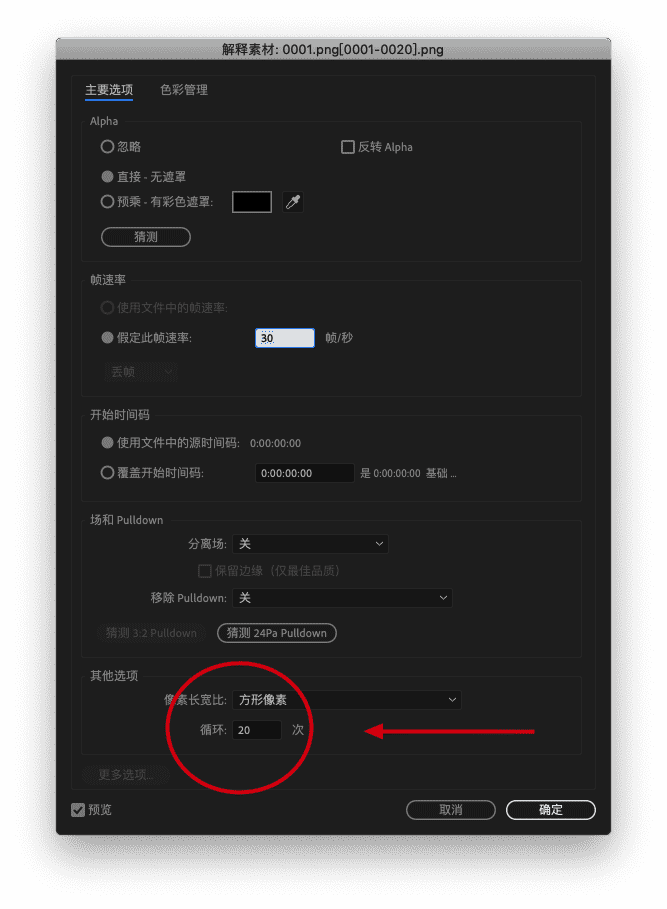 解释素材: 0001.png[0001-0020].png
主要选项 色彩管理
Alpha
忽略 反转 Alpha
直接 - 无遮罩
预乘 - 有彩色遮罩:
猜测
帧速率
使用文件中的帧速率:
假定此帧速率: 30 帧/秒
丢帧
开始时间码
使用文件中的源时间码: 0:00:00:00
覆盖开始时间码: 0:00:00:00 是 0:00:00:00 基础 ...
场和 Pulldown
分离场: 关
保留边缘（仅最佳品质）
移除 Pulldown: 关
猜测 3:2 Pulldown 猜测 24Pa Pulldown
其他选项
像素长宽比: 方形像素
循环: 20 次
更多选项...
预览 取消 确定